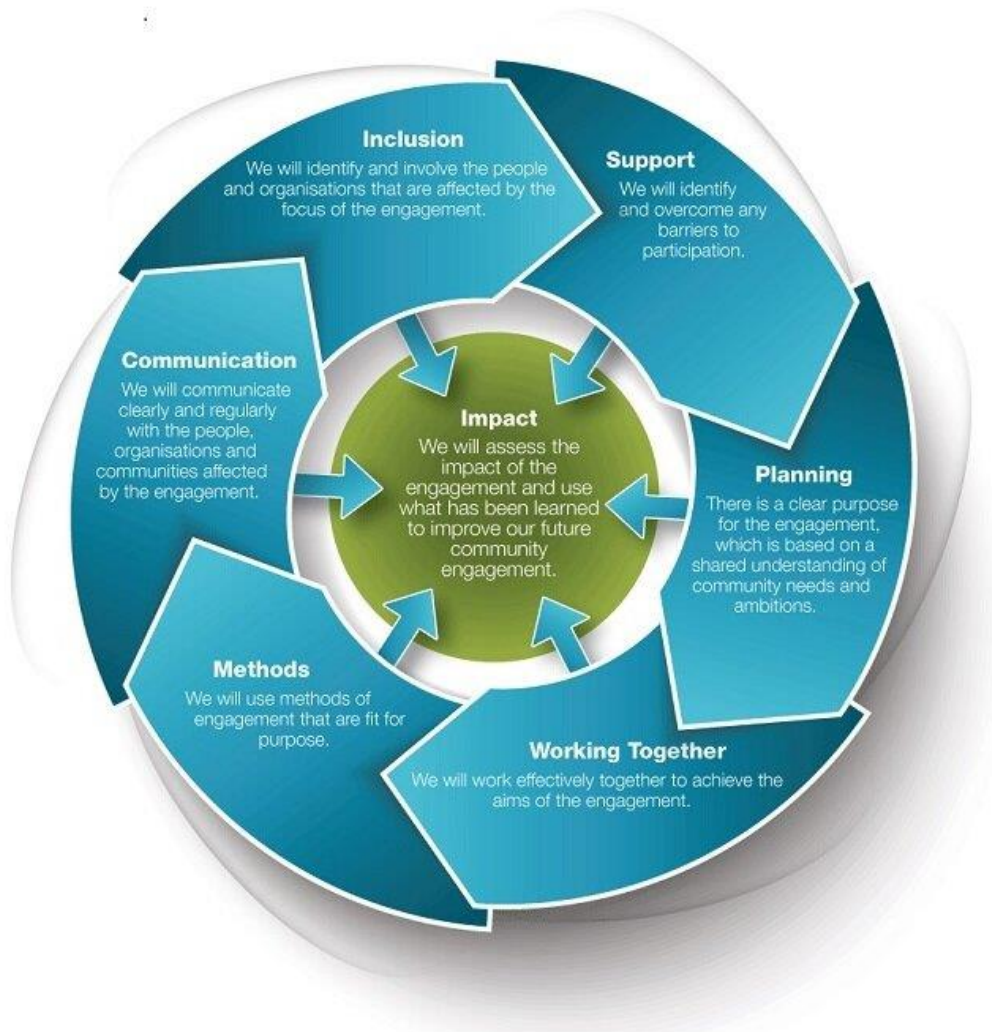 Inclusion
We will identify and involve the people
and organisations that are affected by the
focus of the engagement.
Support
We will identify
and overcome any
barriers to
participation.
Planning
There is a clear purpose
for the engagement,
which is based on a
shared understanding of
community needs and
ambitions.
Working Together
We will work effectively together to achieve the
aims of the engagement.
Methods
We will use methods of
engagement that are fit for
purpose.
Communication
We will communicate
clearly and regularly
with the people,
organisations and
communities affected
by the engagement.
Impact
We will assess the
impact of the
engagement and use
what has been learned
to improve our future
community
engagement.